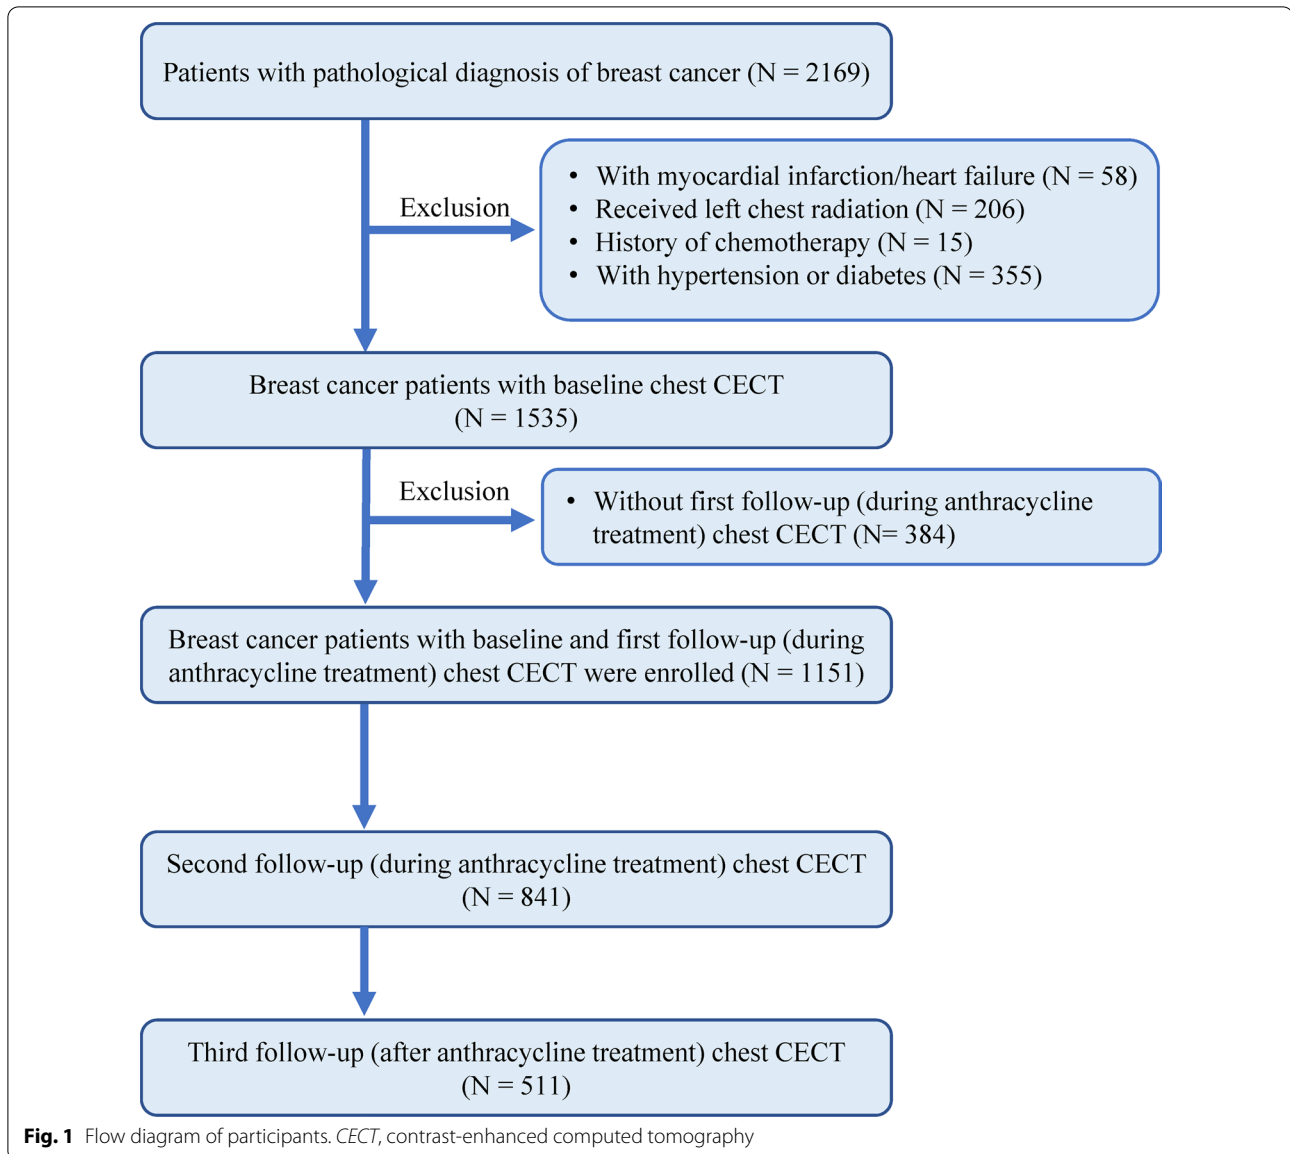 Patients with pathological diagnosis of breast cancer (N = 2169)
Exclusion
• With myocardial infarction/heart failure (N = 58)
• Received left chest radiation (N = 206)
• History of chemotherapy (N = 15)
• With hypertension or diabetes (N = 355)
Breast cancer patients with baseline chest CECT
(N = 1535)
Exclusion
• Without first follow-up (during anthracycline
treatment) chest CECT (N= 384)
Breast cancer patients with baseline and first follow-up (during
anthracycline treatment) chest CECT were enrolled (N = 1151)
Second follow-up (during anthracycline treatment) chest CECT
(N = 841)
Third follow-up (after anthracycline treatment) chest CECT
(N = 511)
Fig. 1 Flow diagram of participants. CECT, contrast-enhanced computed tomography